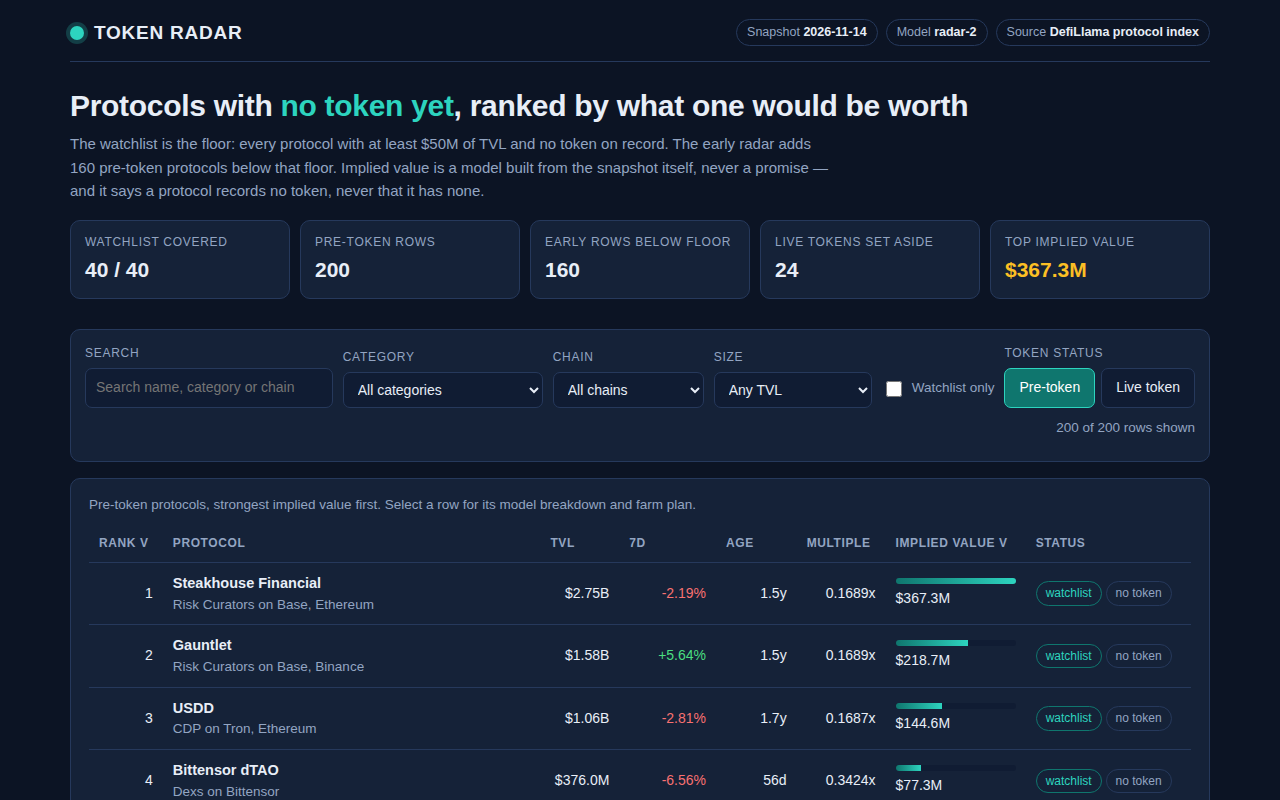 TOKEN RADAR
Snapshot 2026-11-14
Model radar-2
Source DefiLlama protocol index
Protocols with no token yet, ranked by what one would be worth
The watchlist is the floor: every protocol with at least $50M of TVL and no token on record. The early radar adds
160 pre-token protocols below that floor. Implied value is a model built from the snapshot itself, never a promise —
and it says a protocol records no token, never that it has none.
WATCHLIST COVERED
40 / 40
PRE-TOKEN ROWS
200
EARLY ROWS BELOW FLOOR
160
LIVE TOKENS SET ASIDE
24
TOP IMPLIED VALUE
$367.3M
SEARCH
Search name, category or chain
CATEGORY
All categories
CHAIN
All chains
SIZE
Any TVL
Watchlist only
TOKEN STATUS
Pre-token
Live token
200 of 200 rows shown
Pre-token protocols, strongest implied value first. Select a row for its model breakdown and farm plan.
RANK V PROTOCOL TVL 7D AGE MULTIPLE IMPLIED VALUE V STATUS
1 Steakhouse Financial $2.75B -2.19% 1.5y 0.1689x $367.3M watchlist no token
Risk Curators on Base, Ethereum
2 Gauntlet $1.58B +5.64% 1.5y 0.1689x $218.7M watchlist no token
Risk Curators on Base, Binance
3 USDD $1.06B -2.81% 1.7y 0.1687x $144.6M watchlist no token
CDP on Tron, Ethereum
4 Bittensor dTAO $376.0M -6.56% 56d 0.3424x $77.3M watchlist no token
Dexs on Bittensor